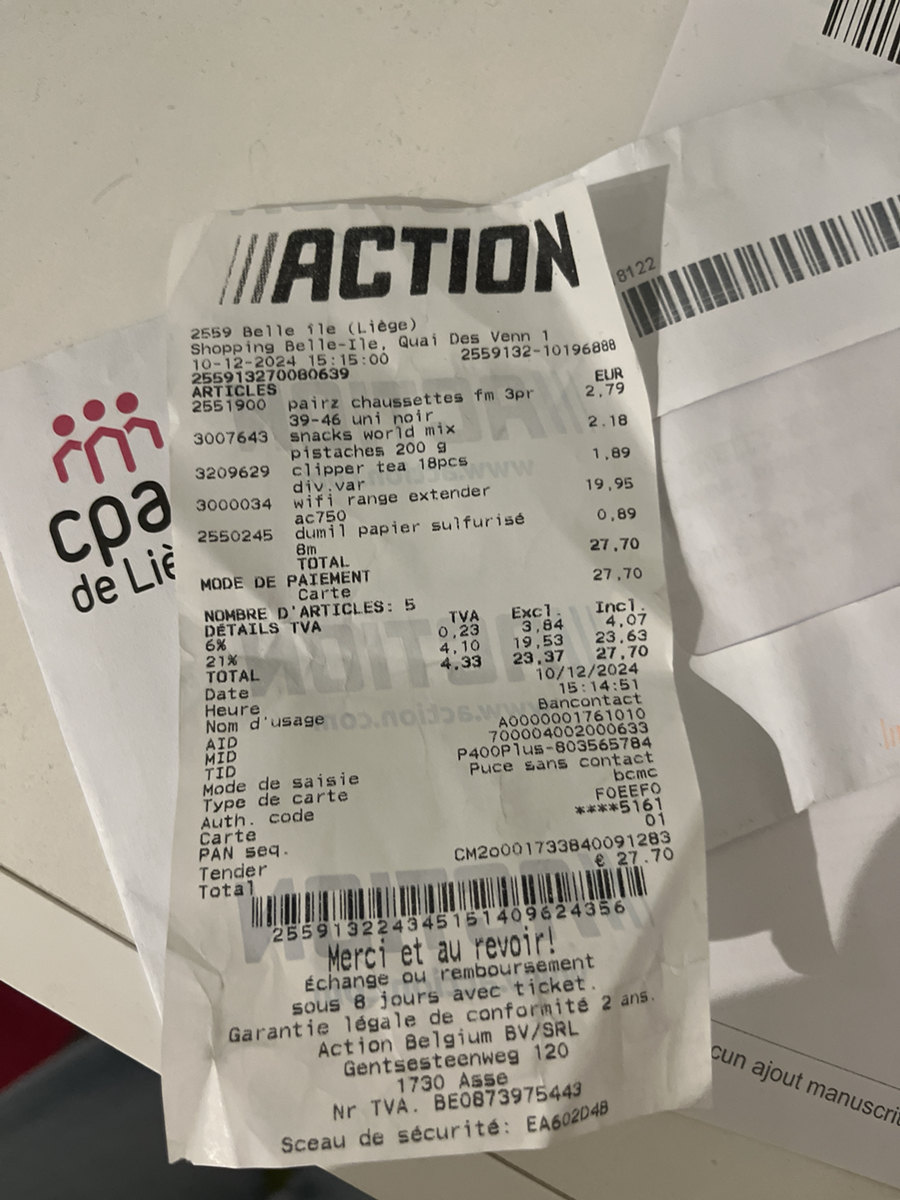 ///ACTION
2559 Belle île (Liège)
Shopping Belle-Ile, Quai Des Venn 1
10-12-2024 15:15:00 2559132-10196888
255913270080639
ARTICLES EUR
2551900 pairz chaussettes fm 3pr 2,79
39-46 uni noir
3007643 snacks world mix 2.18
pistaches 200 g
3209629 clipper tea 18pcs 1,89
div.var
3000034 wifi range extender 19,95
ac750
2550245 dumil papier sulfurisé 0,89
8m
TOTAL 27,70
MODE DE PAIEMENT
Carte 27,70
NOMBRE D'ARTICLES: 5
DÉTAILS TVA TVA Excl. Incl.
6% 0,23 3,84 4,07
21% 4,10 19,53 23,63
TOTAL 4,33 23,37 27,70
Date 10/12/2024
Heure 15:14:51
Nom d'usage Bancontact
AID A0000001761010
MID 700004002000633
TID P400Plus-803565784
Mode de saisie Puce sans contact
Type de carte bcmc
Auth. code F0EEF0
Carte ****5161
PAN seq. 01
Tender CM2o001733840091283
Total € 27.70
2559132243451514096243 56
Merci et au revoir!
Échange ou remboursement
sous 8 jours avec ticket.
Garantie légale de conformité 2 ans.
Action Belgium BV/SRL
Gentsesteenweg 120
1730 Asse
Nr TVA. BE0873975443
Sceau de sécurité: EA602D4B
cpa
de Liè
8122
cun ajout manuscrit